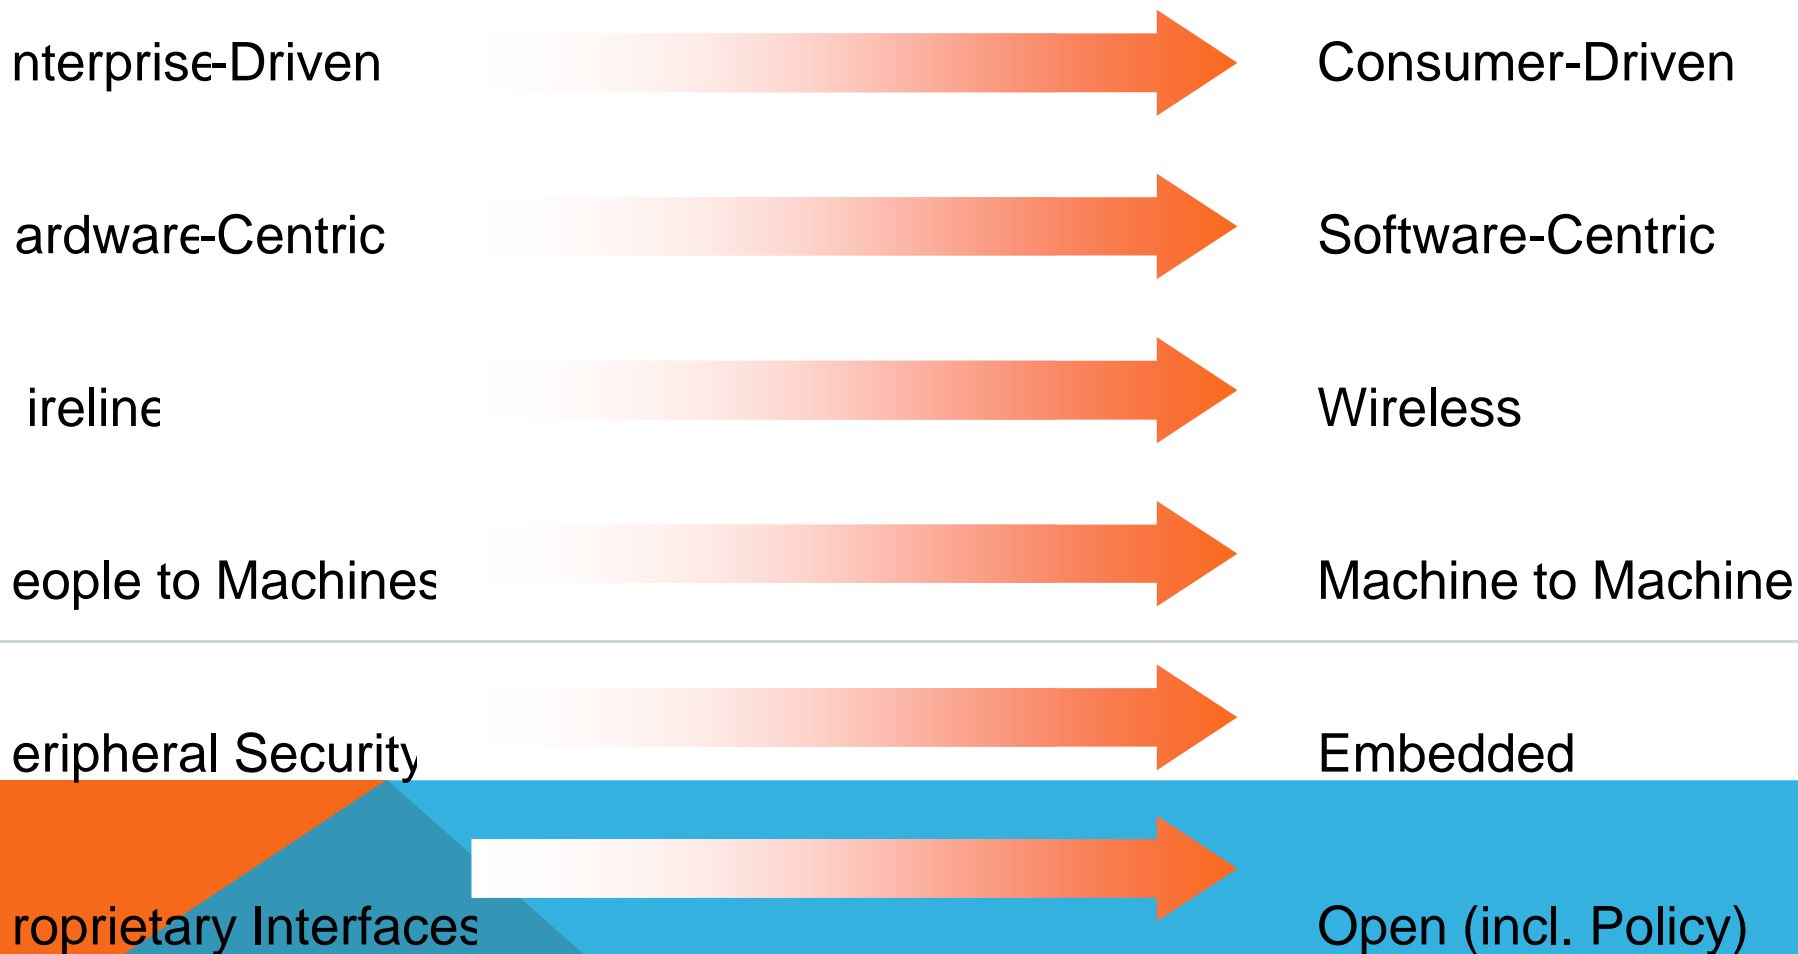 nterprise-Driven Consumer-Driven
ardware-Centric Software-Centric
ireline Wireless
eople to Machines Machine to Machine
eripheral Security Embedded
roprietary Interfaces Open (incl. Policy)